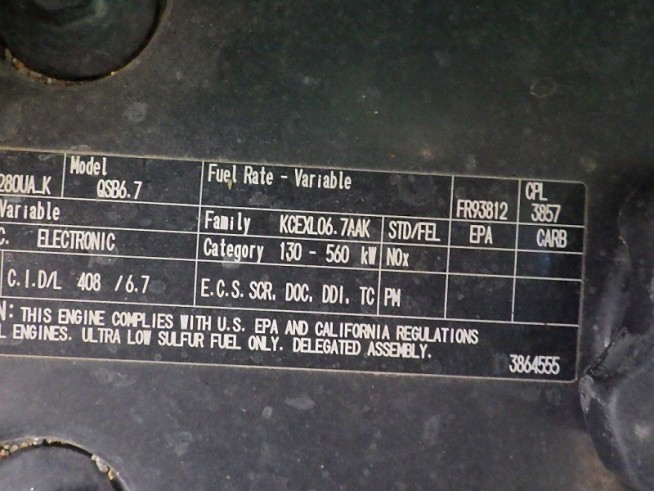 280UA_K Model QSB6.7 Fuel Rate - Variable FR93812 CPL 3857
Variable Family KCEXL06.7AAK STD/FEL EPA CARB
C. ELECTRONIC Category 130 - 560 kW NOx
C.I.D/L 408 /6.7 E.C.S. SCR. DOC. DDI. TC PM
N: THIS ENGINE COMPLIES WITH U.S. EPA AND CALIFORNIA REGULATIONS
L ENGINES. ULTRA LOW SULFUR FUEL ONLY. DELEGATED ASSEMBLY.
3864555